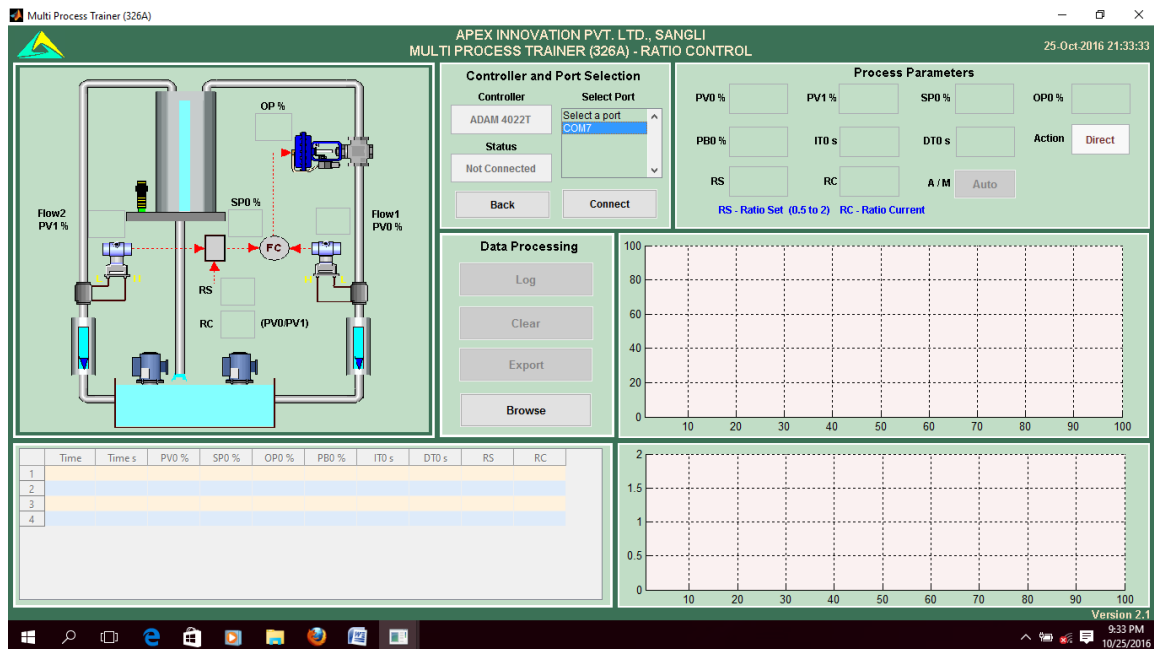 Multi Process Trainer (326A)
APEX INNOVATION PVT. LTD., SANGLI
MULTI PROCESS TRAINER (326A) - RATIO CONTROL
25-Oct-2016 21:33:33
OP %
SP0 %
Flow2
PV1 %
Flow1
PV0 %
FC
L H
H L
RS
RC (PV0/PV1)
Controller and Port Selection
Controller
Select Port
ADAM 4022T
Select a port
COM7
Status
Not Connected
Back
Connect
Process Parameters
PV0 % PV1 % SP0 % OP0 %
PB0 % IT0 s DT0 s Action Direct
RS RC A / M Auto
RS - Ratio Set (0.5 to 2) RC - Ratio Current
Data Processing
Log
Clear
Export
Browse
100
80
60
40
20
0
10 20 30 40 50 60 70 80 90 100
Time Time s PV0 % SP0 % OP0 % PB0 % IT0 s DT0 s RS RC
1
2
3
4
2
1.5
1
0.5
0
10 20 30 40 50 60 70 80 90 100
Version 2.1
9:33 PM
10/25/2016